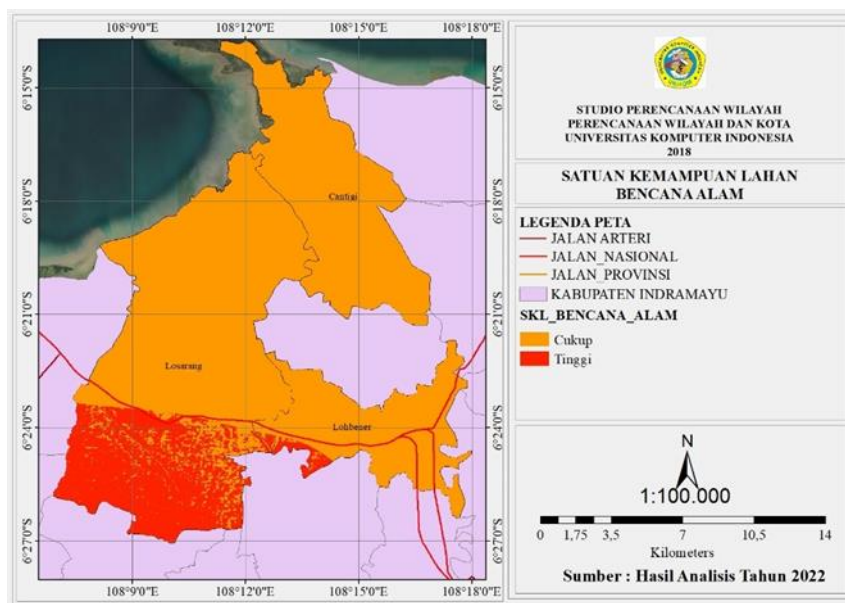 108°9'0"E
108°12'0"E
108°15'0"E
108°18'0"E
6°15'0"S
6°18'0"S
6°21'0"S
6°24'0"S
6°27'0"S
6°15'0"S
6°18'0"S
6°21'0"S
6°24'0"S
6°27'0"S
Cantigi
Losarang
Lohbener
108°9'0"E
108°12'0"E
108°15'0"E
108°18'0"E
STUDIO PERENCANAAN WILAYAH
PERENCANAAN WILAYAH DAN KOTA
UNIVERSITAS KOMPUTER INDONESIA
2018
SATUAN KEMAMPUAN LAHAN
BENCANA ALAM
LEGENDA PETA
JALAN ARTERI
JALAN_NASIONAL
JALAN_PROVINSI
KABUPATEN INDRAMAYU
SKL_BENCANA_ALAM
Cukup
Tinggi
N
1:100.000
0 1,75 3,5 7 10,5 14
Kilometers
Sumber : Hasil Analisis Tahun 2022